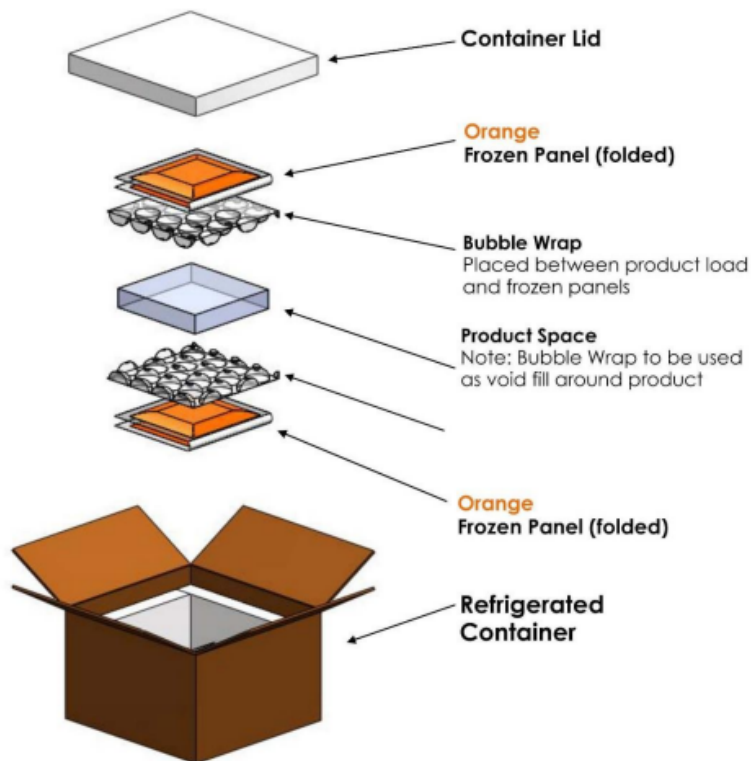 Container Lid
Orange
Frozen Panel (folded)
Bubble Wrap
Placed between product load
and frozen panels
Product Space
Note: Bubble Wrap to be used
as void fill around product
Orange
Frozen Panel (folded)
Refrigerated
Container